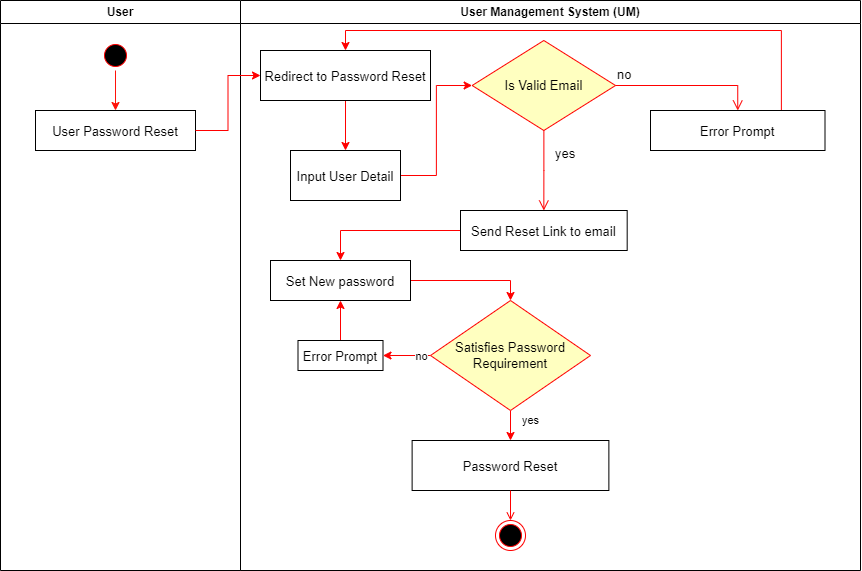 User
User Management System (UM)
Redirect to Password Reset
Is Valid Email
no
User Password Reset
Error Prompt
yes
Input User Detail
Send Reset Link to email
Set New password
Satisfies Password
Requirement
Error Prompt
no
yes
Password Reset